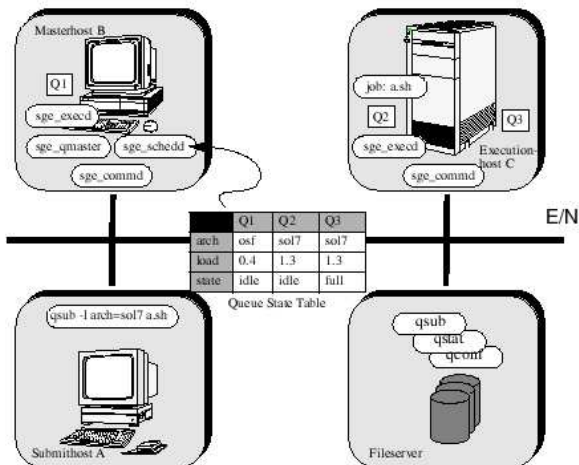 Masterhost B
Q1
sge_execd
sge_qmaster
sge_schedd
sge_commd
job: a.sh
Q2
Q3
sge_execd
Execution-
host C
sge_commd
E/N
Q1 Q2 Q3
arch osf sol7 sol7
load 0.4 1.3 1.3
state idle idle full
Queue State Table
qsub -l arch=sol7 a.sh
Submithost A
qsub
qstat
qconf
Fileserver